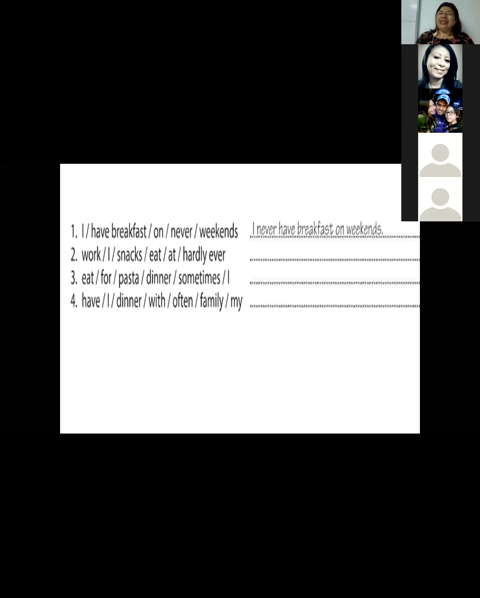 1. I / have breakfast / on / never / weekends I never have breakfast on weekends.
2. work / I / snacks / eat / at / hardly ever
3. eat / for / pasta / dinner / sometimes / I
4. have / I / dinner / with / often / family / my